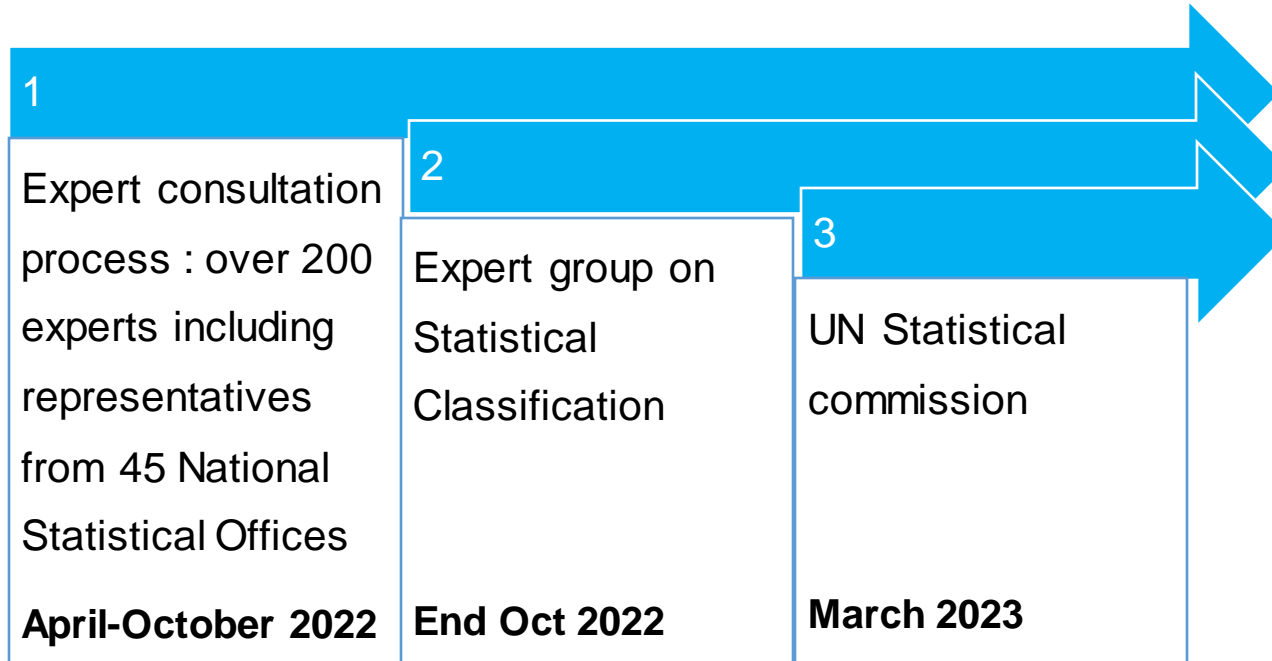 1
Expert consultation
process : over 200
experts including
representatives
from 45 National
Statistical Offices
April-October 2022
2
Expert group on
Statistical
Classification
End Oct 2022
3
UN Statistical
commission
March 2023